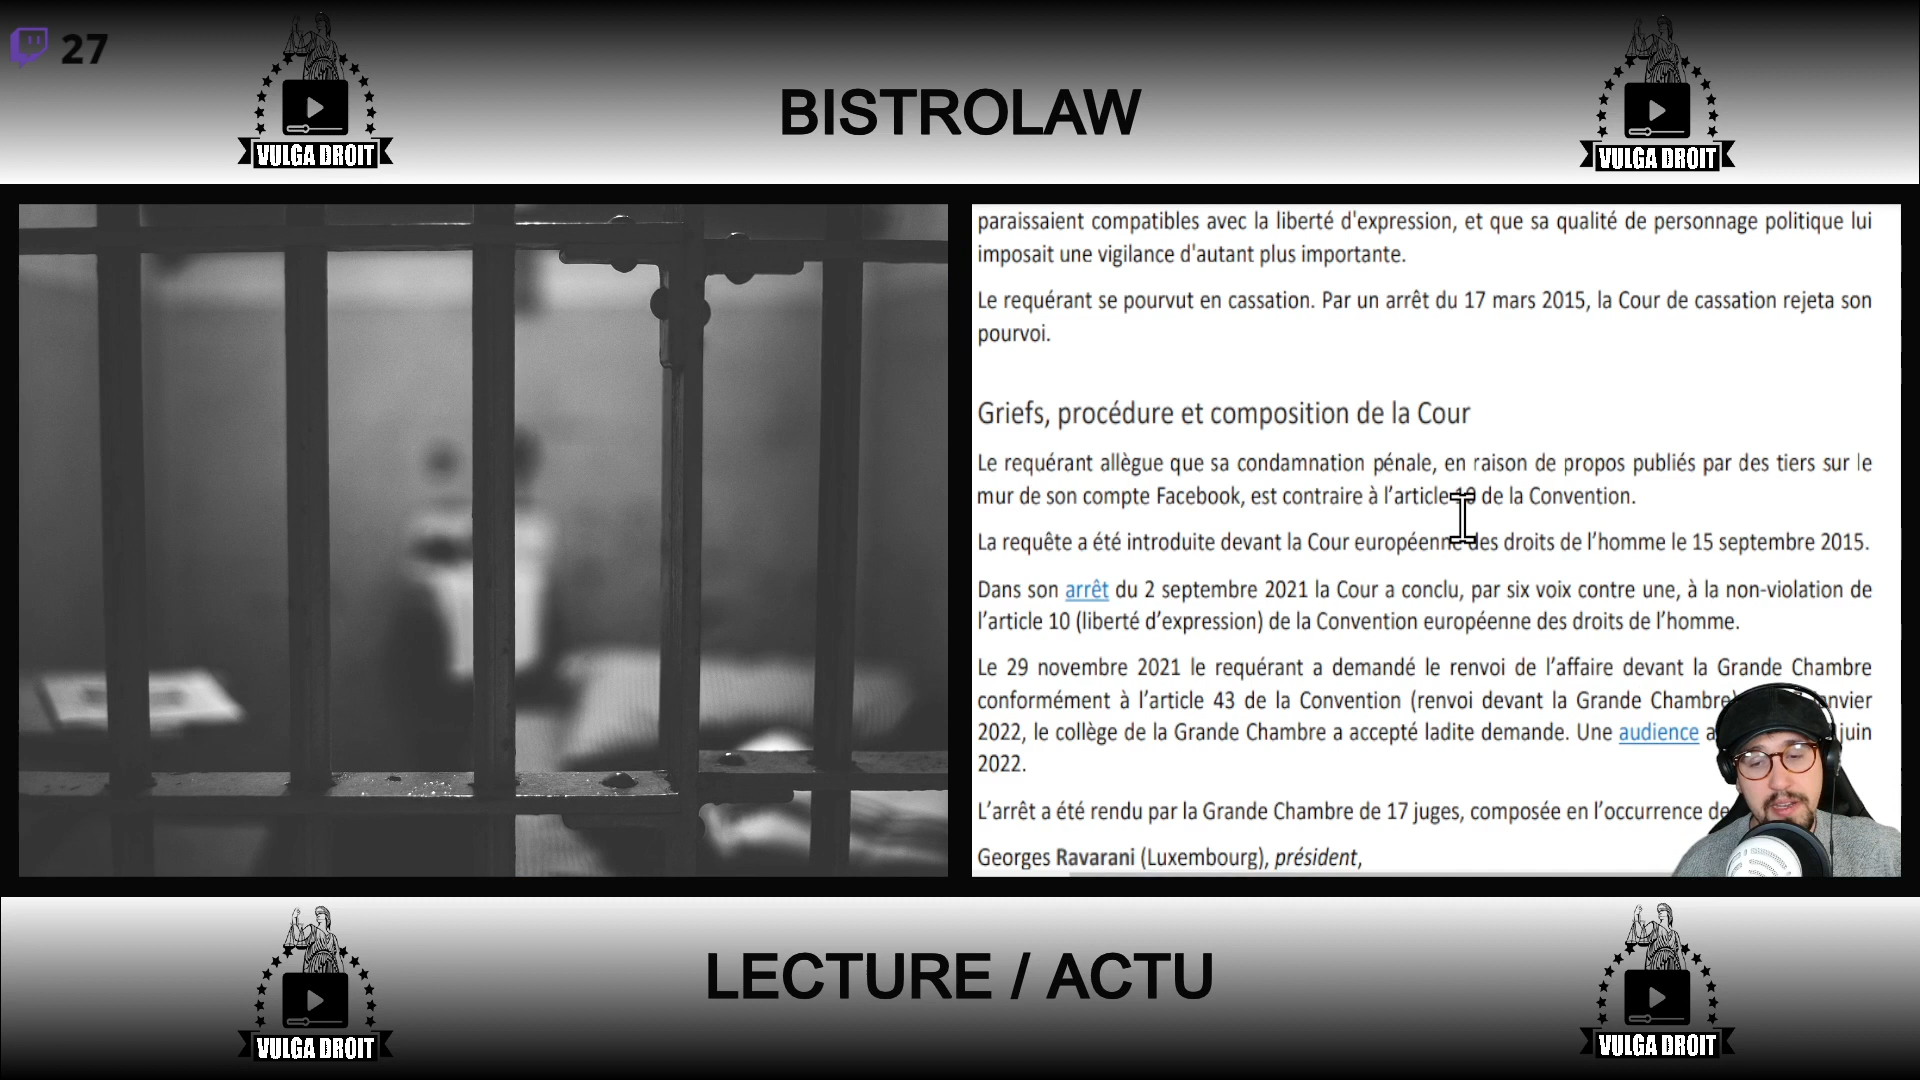 27
BISTROLAW
VULGA DROIT
VULGA DROIT
paraissaient compatibles avec la liberté d'expression, et que sa qualité de personnage politique lui
imposait une vigilance d'autant plus importante.
Le requérant se pourvut en cassation. Par un arrêt du 17 mars 2015, la Cour de cassation rejeta son
pourvoi.
Griefs, procédure et composition de la Cour
Le requérant allègue que sa condamnation pénale, en raison de propos publiés par des tiers sur le
mur de son compte Facebook, est contraire à l'article 10 de la Convention.
La requête a été introduite devant la Cour européenne des droits de l'homme le 15 septembre 2015.
Dans son arrêt du 2 septembre 2021 la Cour a conclu, par six voix contre une, à la non-violation de
l'article 10 (liberté d'expression) de la Convention européenne des droits de l'homme.
Le 29 novembre 2021 le requérant a demandé le renvoi de l'affaire devant la Grande Chambre
conformément à l'article 43 de la Convention (renvoi devant la Grande Chambre)
2022, le collège de la Grande Chambre a accepté ladite demande. Une audience a juin
2022.
L'arrêt a été rendu par la Grande Chambre de 17 juges, composée en l'occurrence de
Georges Ravarani (Luxembourg), président,
LECTURE / ACTU
VULGA DROIT
VULGA DROIT